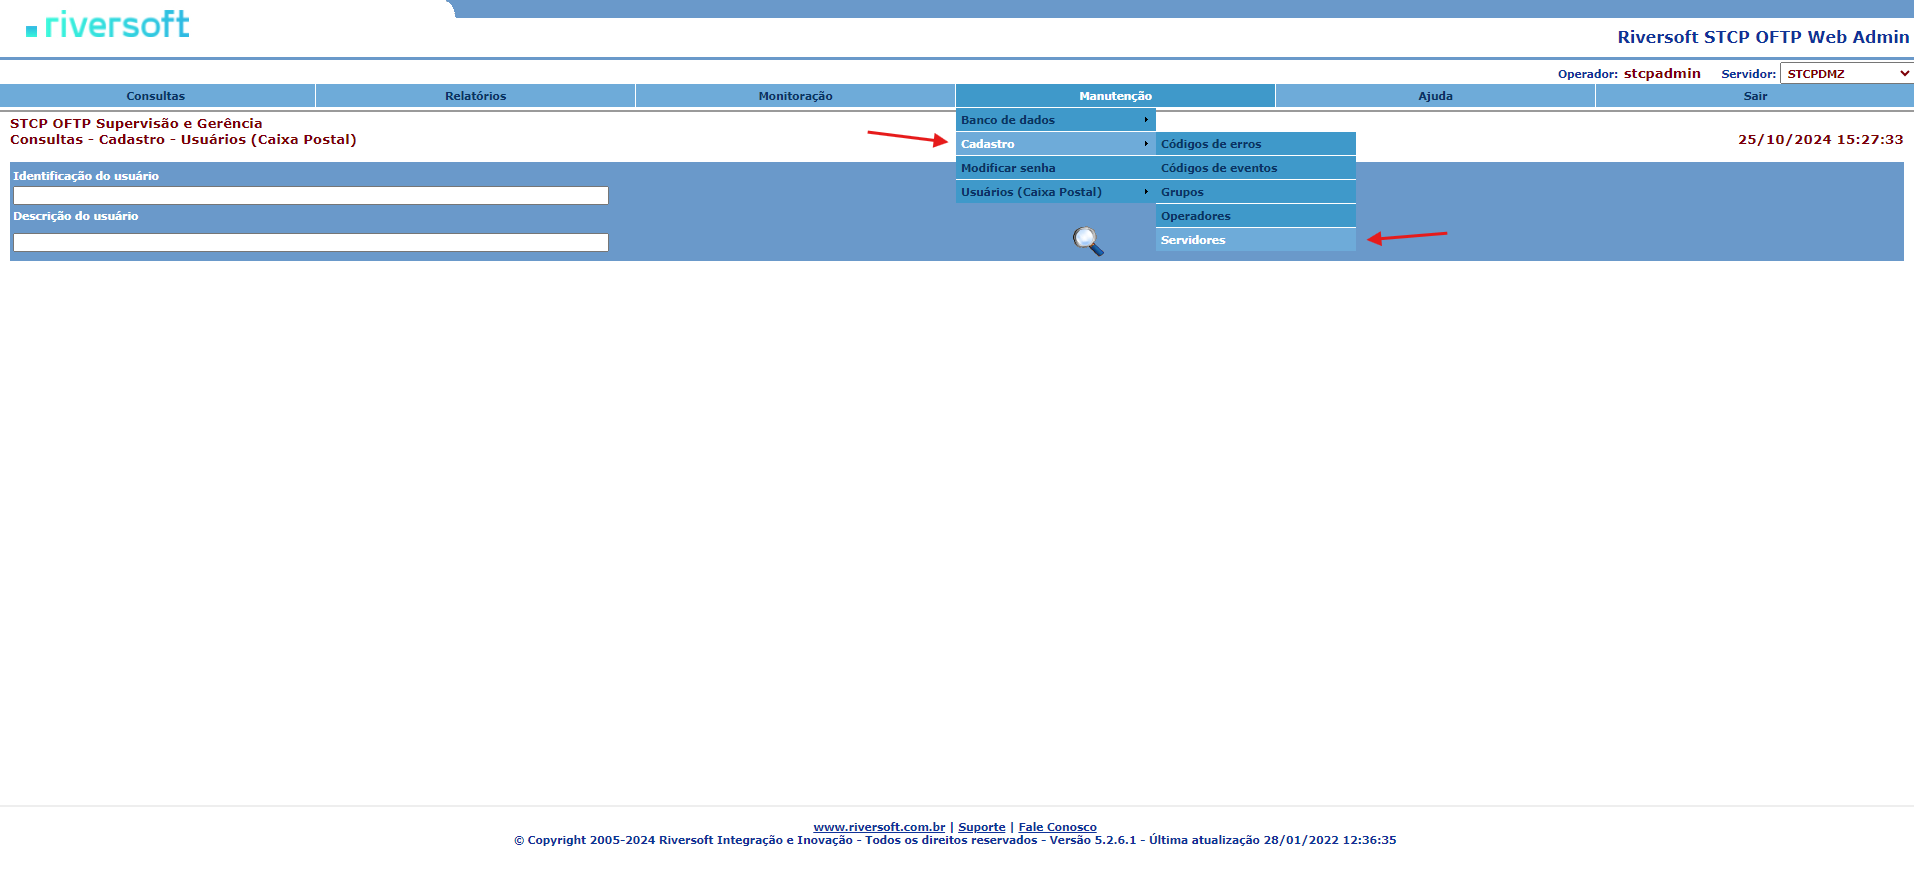 riversoft
Riversoft STCP OFTP Web Admin
Operador: stcpadmin Servidor: STCPDMZ
Consultas Relatórios Monitoração Manutenção Ajuda Sair
STCP OFTP Supervisão e Gerência
Consultas - Cadastro - Usuários (Caixa Postal)
25/10/2024 15:27:33
Banco de dados
Cadastro
Modificar senha
Usuários (Caixa Postal)
Códigos de erros
Códigos de eventos
Grupos
Operadores
Servidores
Identificação do usuário
Descrição do usuário
www.riversoft.com.br | Suporte | Fale Conosco
© Copyright 2005-2024 Riversoft Integração e Inovação - Todos os direitos reservados - Versão 5.2.6.1 - Última atualização 28/01/2022 12:36:35